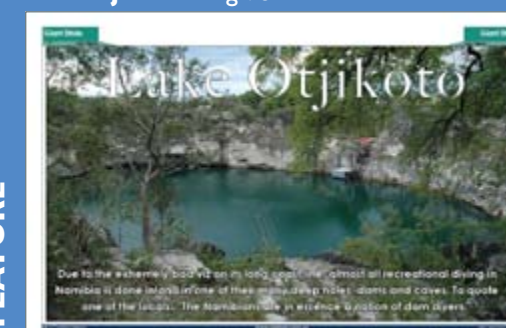 Lake Otjikoto
Due to the extremely bad viz on its long coastline, almost all recreational diving in
Namibia is done inland in one of their many deep holes, dams and caves. To quote
one of the locals... The Namibians are in essence a nation of dam divers.
FEATURE